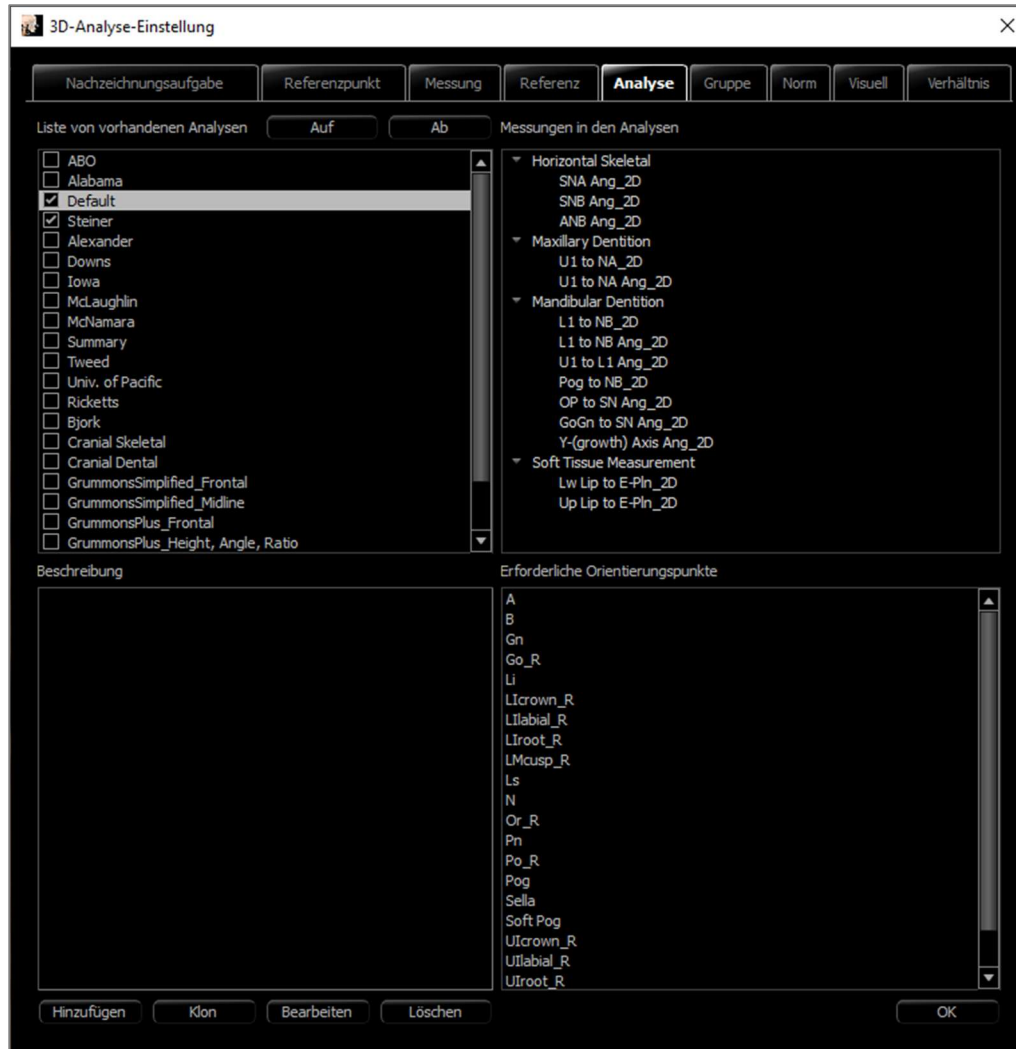 3D-Analyse-Einstellung
Nachzeichnungsaufgabe Referenzpunkt Messung Referenz Analyse Gruppe Norm Visuell Verhältnis
Liste von vorhandenen Analysen Auf Ab
ABO
Alabama
Default
Steiner
Alexander
Downs
Iowa
McLaughlin
McNamara
Summary
Tweed
Univ. of Pacific
Ricketts
Bjork
Cranial Skeletal
Cranial Dental
GrummonsSimplified_Frontal
GrummonsSimplified_Midline
GrummonsPlus_Frontal
GrummonsPlus_Height, Angle, Ratio
Messungen in den Analysen
Horizontal Skeletal
SNA Ang_2D
SNB Ang_2D
ANB Ang_2D
Maxillary Dentition
U1 to NA_2D
U1 to NA Ang_2D
Mandibular Dentition
L1 to NB_2D
L1 to NB Ang_2D
U1 to L1 Ang_2D
Pog to NB_2D
OP to SN Ang_2D
GoGn to SN Ang_2D
Y-(growth) Axis Ang_2D
Soft Tissue Measurement
Lw Lip to E-Pln_2D
Up Lip to E-Pln_2D
Beschreibung
Erforderliche Orientierungspunkte
A
B
Gn
Go_R
Li
LIcrown_R
LIlabial_R
LIroot_R
LMcusp_R
Ls
N
Or_R
Pn
Po_R
Pog
Sella
Soft Pog
UIcrown_R
UIlabial_R
UIroot_R
Hinzufügen Klon Bearbeiten Löschen OK